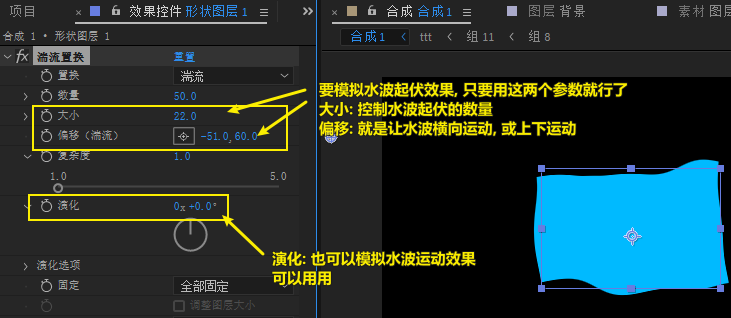 效果控件 形状图层 1
合成 合成 1
图层 背景
素材 图层
合成 1 · 形状图层 1
合成1
ttt
组 11
组 8
fx 湍流置换
重置
置换
湍流
数量
50.0
大小
22.0
偏移（湍流）
-51.0, 60.0
复杂度
1.0
1.0
5.0
演化
0x +0.0°
演化选项
固定
全部固定
调整图层大小
要模拟水波起伏效果, 只要用这两个参数就行了
大小: 控制水波起伏的数量
偏移: 就是让水波横向运动, 或上下运动
演化: 也可以模拟水波运动效果
可以用用